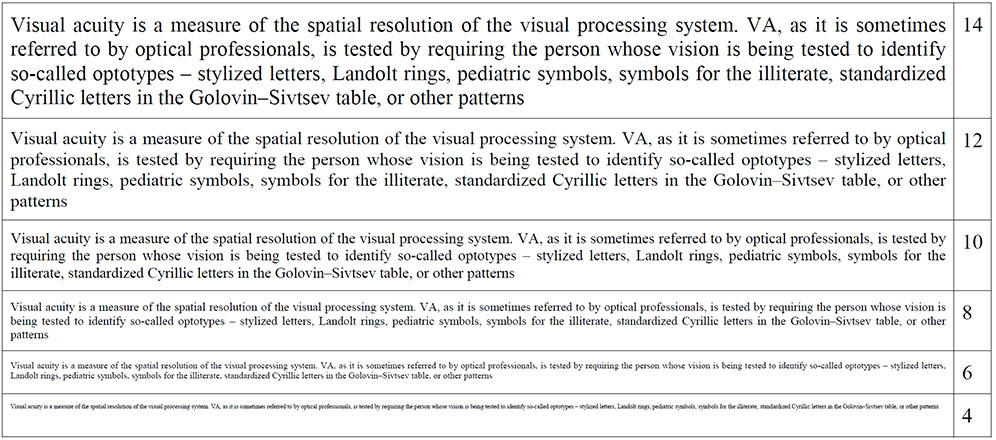 Visual acuity is a measure of the spatial resolution of the visual processing system. VA, as it is sometimes
referred to by optical professionals, is tested by requiring the person whose vision is being tested to identify
so-called optotypes – stylized letters, Landolt rings, pediatric symbols, symbols for the illiterate, standardized
Cyrillic letters in the Golovin–Sivtsev table, or other patterns
14
Visual acuity is a measure of the spatial resolution of the visual processing system. VA, as it is sometimes referred to by optical
professionals, is tested by requiring the person whose vision is being tested to identify so-called optotypes – stylized letters,
Landolt rings, pediatric symbols, symbols for the illiterate, standardized Cyrillic letters in the Golovin–Sivtsev table, or other
patterns
12
Visual acuity is a measure of the spatial resolution of the visual processing system. VA, as it is sometimes referred to by optical professionals, is tested by
requiring the person whose vision is being tested to identify so-called optotypes – stylized letters, Landolt rings, pediatric symbols, symbols for the
illiterate, standardized Cyrillic letters in the Golovin–Sivtsev table, or other patterns
10
Visual acuity is a measure of the spatial resolution of the visual processing system. VA, as it is sometimes referred to by optical professionals, is tested by requiring the person whose vision is
being tested to identify so-called optotypes – stylized letters, Landolt rings, pediatric symbols, symbols for the illiterate, standardized Cyrillic letters in the Golovin–Sivtsev table, or other
patterns
8
Visual acuity is a measure of the spatial resolution of the visual processing system. VA, as it is sometimes referred to by optical professionals, is tested by requiring the person whose vision is being tested to identify so-called optotypes – stylized letters,
Landolt rings, pediatric symbols, symbols for the illiterate, standardized Cyrillic letters in the Golovin–Sivtsev table, or other patterns
6
Visual acuity is a measure of the spatial resolution of the visual processing system. VA, as it is sometimes referred to by optical professionals, is tested by requiring the person whose vision is being tested to identify so-called optotypes – stylized letters, Landolt rings, pediatric symbols, symbols for the illiterate, standardized Cyrillic letters in the Golovin–Sivtsev table, or other patterns
4